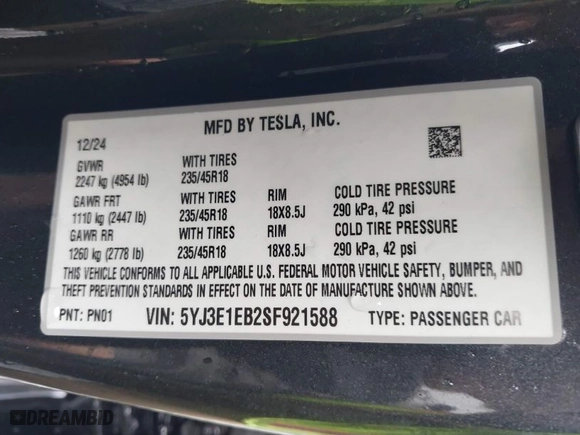 MFD BY TESLA, INC.
12/24
GVWR WITH TIRES
2247 kg (4954 lb) 235/45R18
GAWR FRT WITH TIRES RIM COLD TIRE PRESSURE
1110 kg (2447 lb) 235/45R18 18X8.5J 290 kPa, 42 psi
GAWR RR WITH TIRES RIM COLD TIRE PRESSURE
1260 kg (2778 lb) 235/45R18 18X8.5J 290 kPa, 42 psi
THIS VEHICLE CONFORMS TO ALL APPLICABLE U.S. FEDERAL MOTOR VEHICLE SAFETY, BUMPER, AND
THEFT PREVENTION STANDARDS IN EFFECT ON THE DATE OF MANUFACTURE SHOWN ABOVE.
PNT: PN01 VIN: 5YJ3E1EB2SF921588 TYPE: PASSENGER CAR
DREAMBID